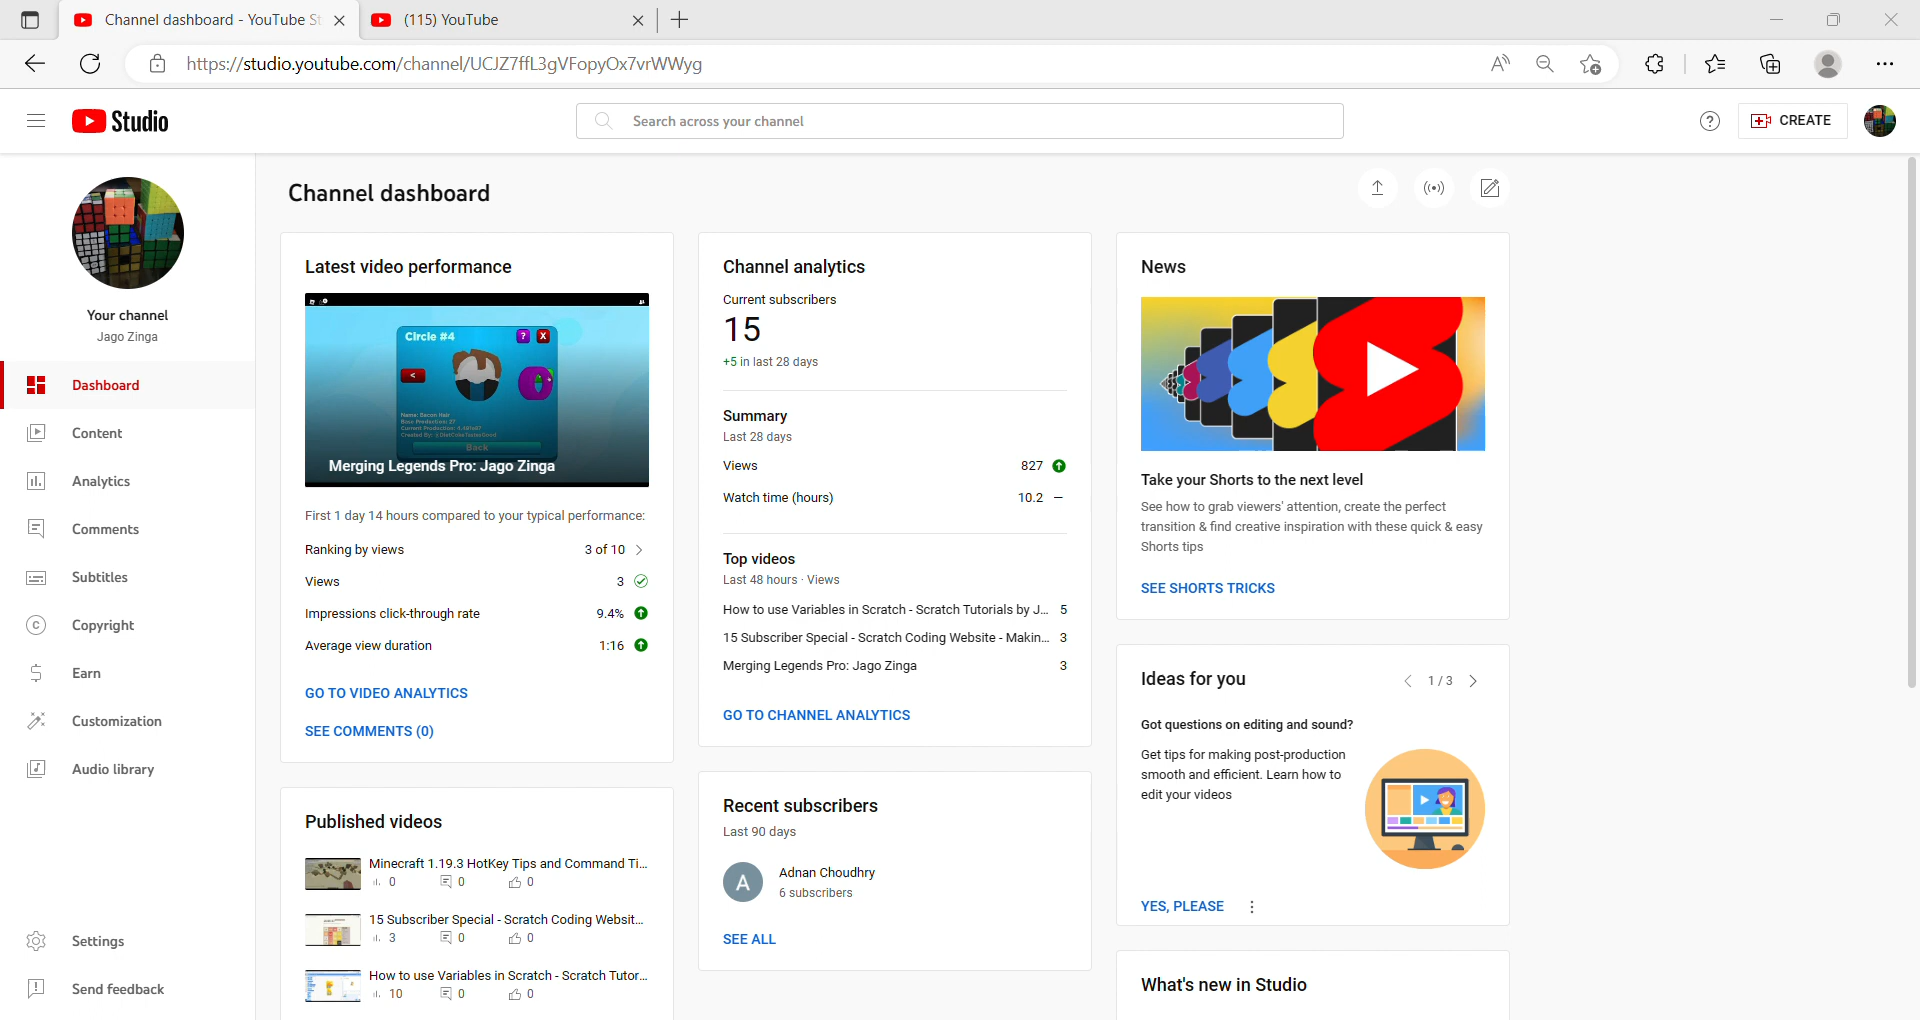 Channel dashboard - YouTube St
(115) YouTube
https://studio.youtube.com/channel/UCJZ7ffL3gVFopyOx7vrWWyg
Studio
Search across your channel
CREATE
Your channel
Jago Zinga
Dashboard
Content
Analytics
Comments
Subtitles
Copyright
Earn
Customization
Audio library
Settings
Send feedback
Channel dashboard
Latest video performance
Circle #4
? X
<
Name: Bacon Hair
Base Production: 27
Back
Merging Legends Pro: Jago Zinga
First 1 day 14 hours compared to your typical performance:
Ranking by views 3 of 10
Views 3
Impressions click-through rate 9.4%
Average view duration 1:16
GO TO VIDEO ANALYTICS
SEE COMMENTS (0)
Published videos
Minecraft 1.19.3 HotKey Tips and Command Ti...
0 0 0
15 Subscriber Special - Scratch Coding Websit...
3 0 0
How to use Variables in Scratch - Scratch Tutor...
10 0 0
Channel analytics
Current subscribers
15
+5 in last 28 days
Summary
Last 28 days
Views 827
Watch time (hours) 10.2 —
Top videos
Last 48 hours · Views
How to use Variables in Scratch - Scratch Tutorials by J... 5
15 Subscriber Special - Scratch Coding Website - Makin... 3
Merging Legends Pro: Jago Zinga 3
GO TO CHANNEL ANALYTICS
Recent subscribers
Last 90 days
A
Adnan Choudhry
6 subscribers
SEE ALL
News
Take your Shorts to the next level
See how to grab viewers' attention, create the perfect
transition & find creative inspiration with these quick & easy
Shorts tips
SEE SHORTS TRICKS
Ideas for you
1 / 3
Got questions on editing and sound?
Get tips for making post-production
smooth and efficient. Learn how to
edit your videos
YES, PLEASE
What's new in Studio